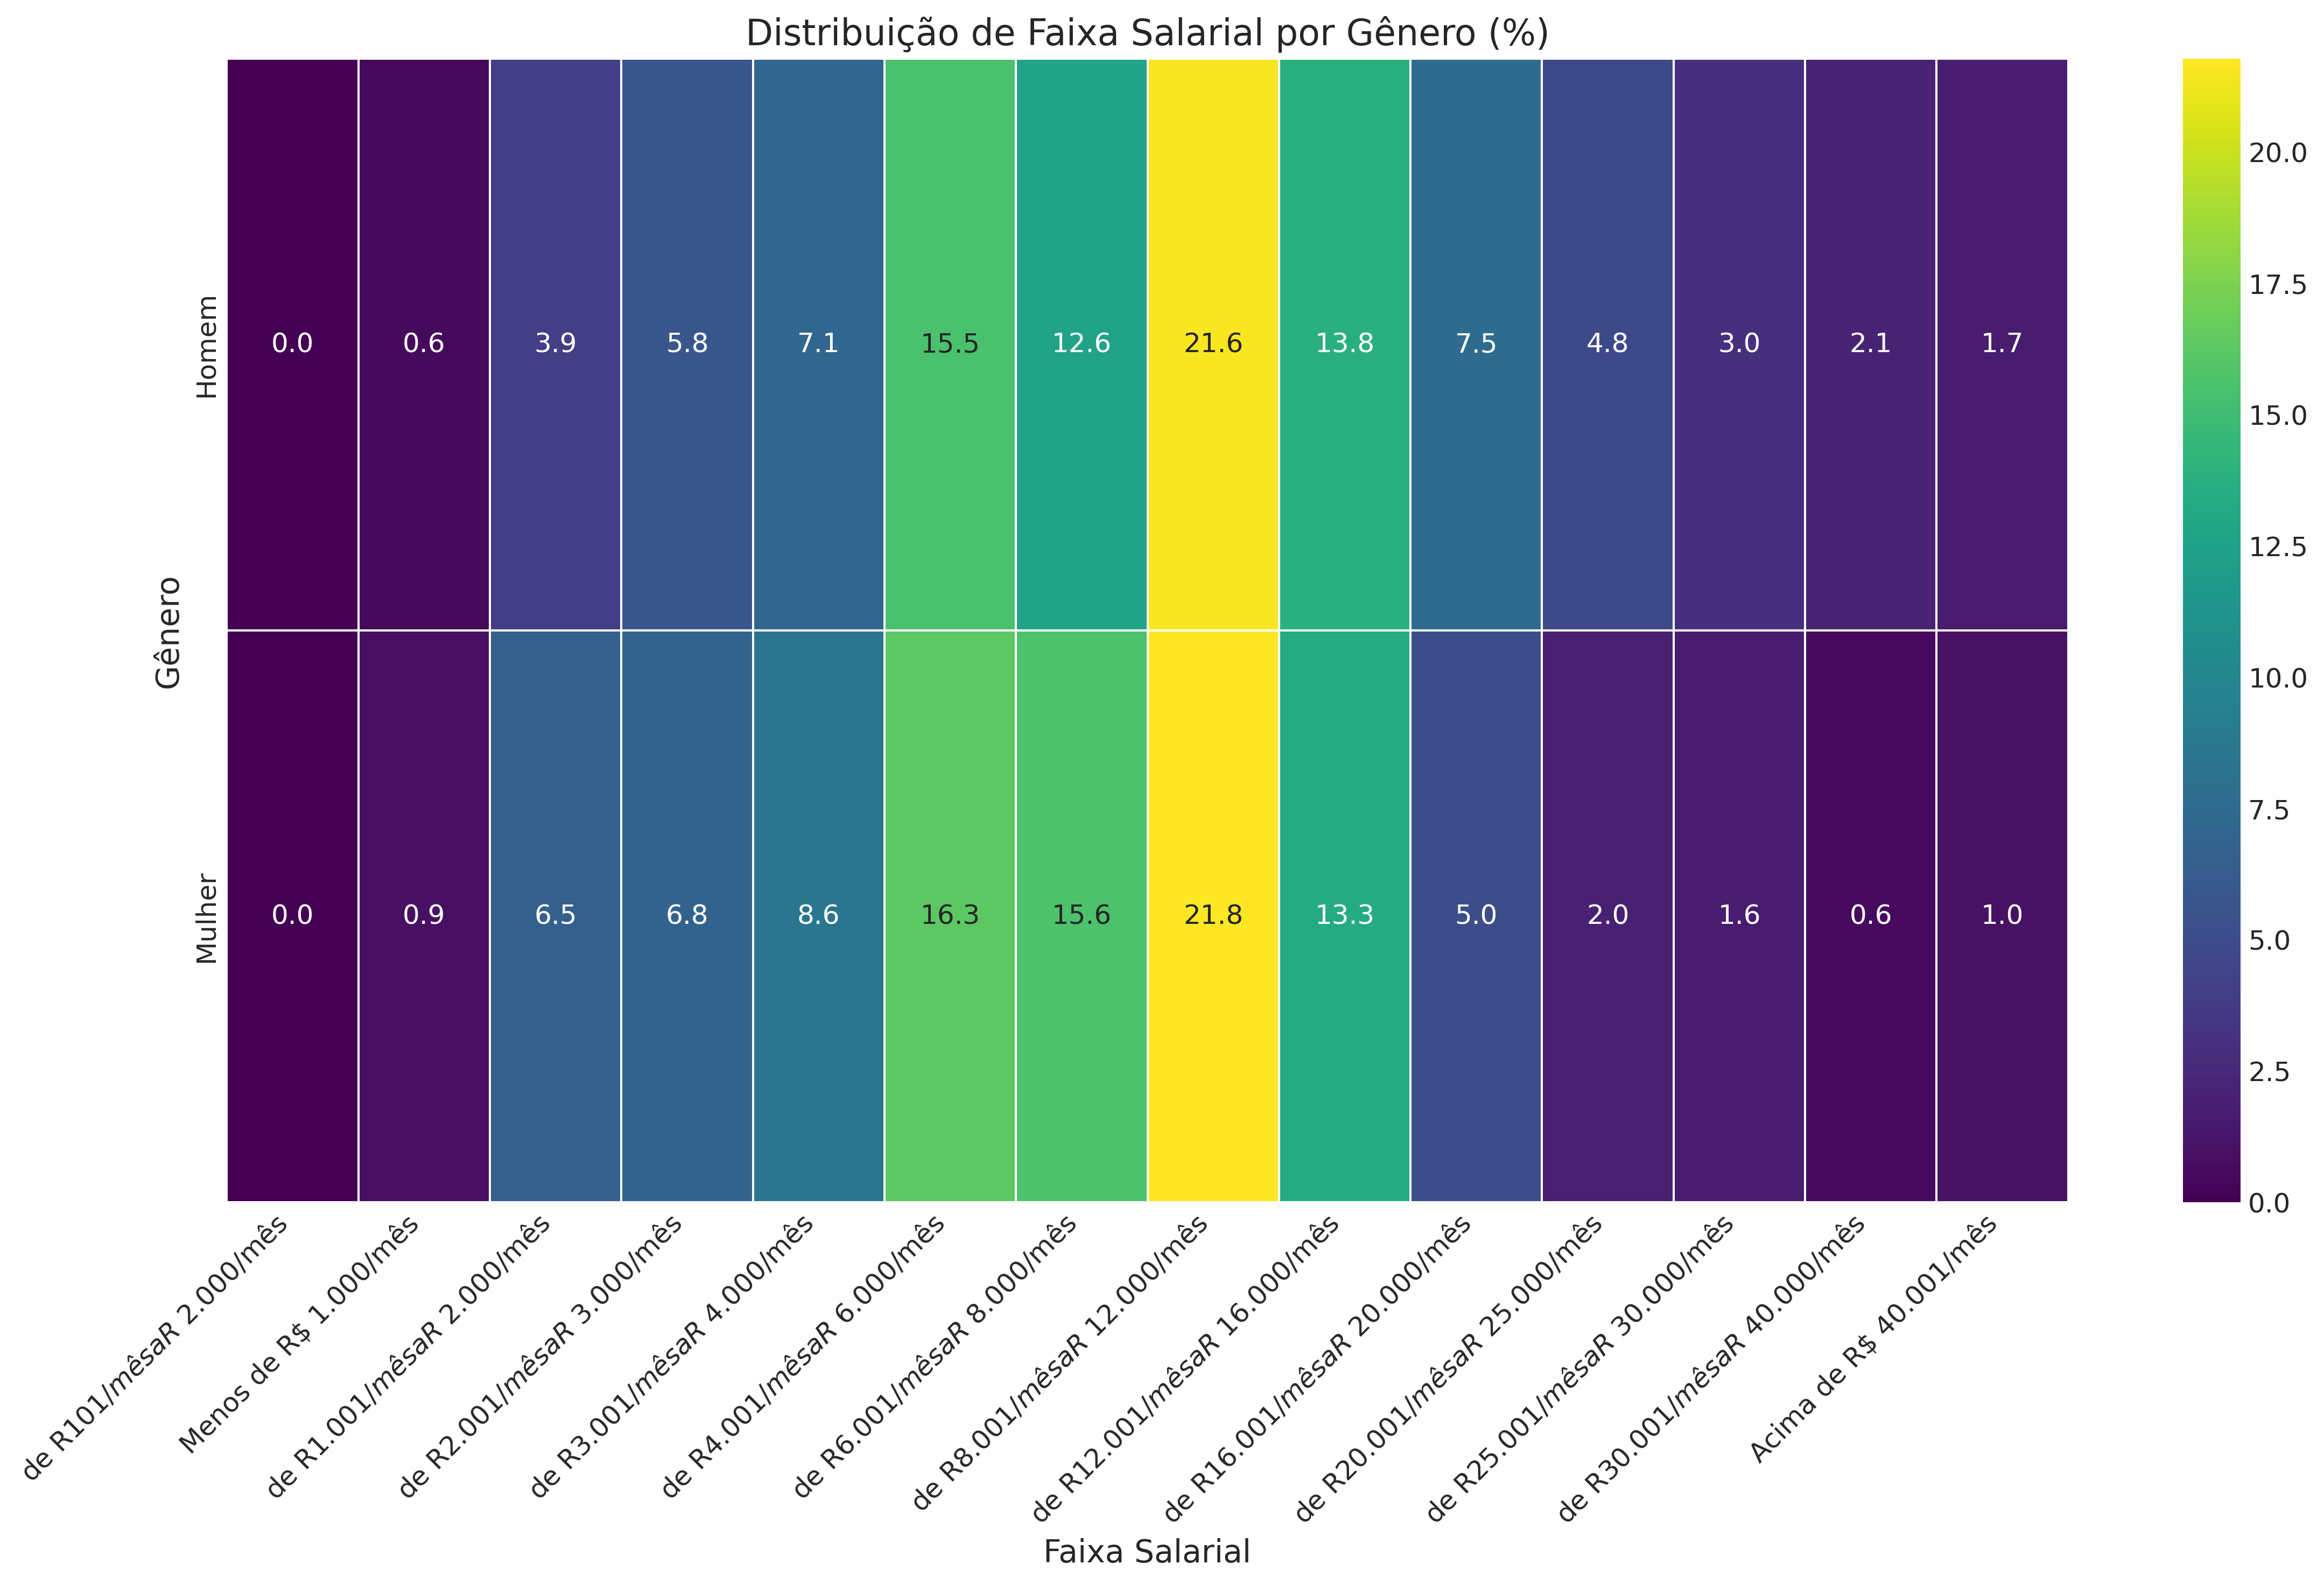 Distribuição de Faixa Salarial por Gênero (%)
Gênero
Homem
0.0 0.6 3.9 5.8 7.1 15.5 12.6 21.6 13.8 7.5 4.8 3.0 2.1 1.7
Mulher
0.0 0.9 6.5 6.8 8.6 16.3 15.6 21.8 13.3 5.0 2.0 1.6 0.6 1.0
de R101/mêsaR 2.000/mês
Menos de R$ 1.000/mês
de R1.001/mêsaR 2.000/mês
de R2.001/mêsaR 3.000/mês
de R3.001/mêsaR 4.000/mês
de R4.001/mêsaR 6.000/mês
de R6.001/mêsaR 8.000/mês
de R8.001/mêsaR 12.000/mês
de R12.001/mêsaR 16.000/mês
de R16.001/mêsaR 20.000/mês
de R20.001/mêsaR 25.000/mês
de R25.001/mêsaR 30.000/mês
de R30.001/mêsaR 40.000/mês
Acima de R$ 40.001/mês
Faixa Salarial
20.0
17.5
15.0
12.5
10.0
7.5
5.0
2.5
0.0